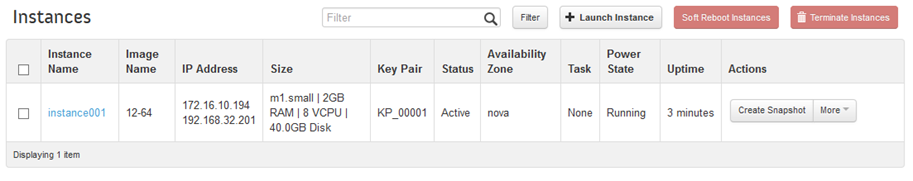 Instances
Filter
Filter
+ Launch Instance
Soft Reboot Instances
Terminate Instances
Instance Name
Image Name
IP Address
Size
Key Pair
Status
Availability Zone
Task
Power State
Uptime
Actions
instance001
12-64
172.16.10.194
192.168.32.201
m1.small | 2GB
RAM | 8 VCPU |
40.0GB Disk
KP_00001
Active
nova
None
Running
3 minutes
Create Snapshot
More
Displaying 1 item